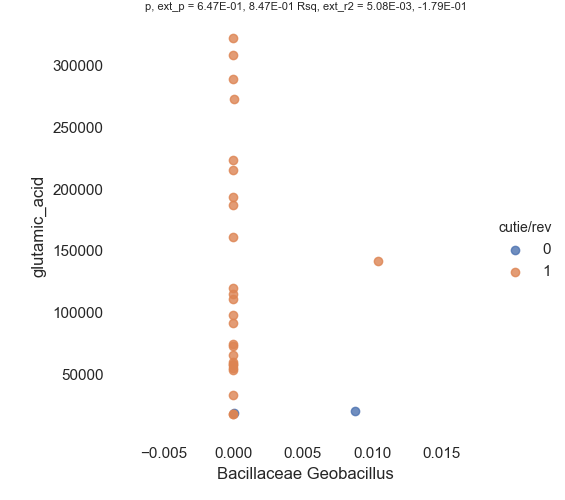 p, ext_p = 6.47E-01, 8.47E-01 Rsq, ext_r2 = 5.08E-03, -1.79E-01
300000
250000
200000
150000
100000
50000
glutamic_acid
cutie/rev
0
1
−0.005 0.000 0.005 0.010 0.015
Bacillaceae Geobacillus